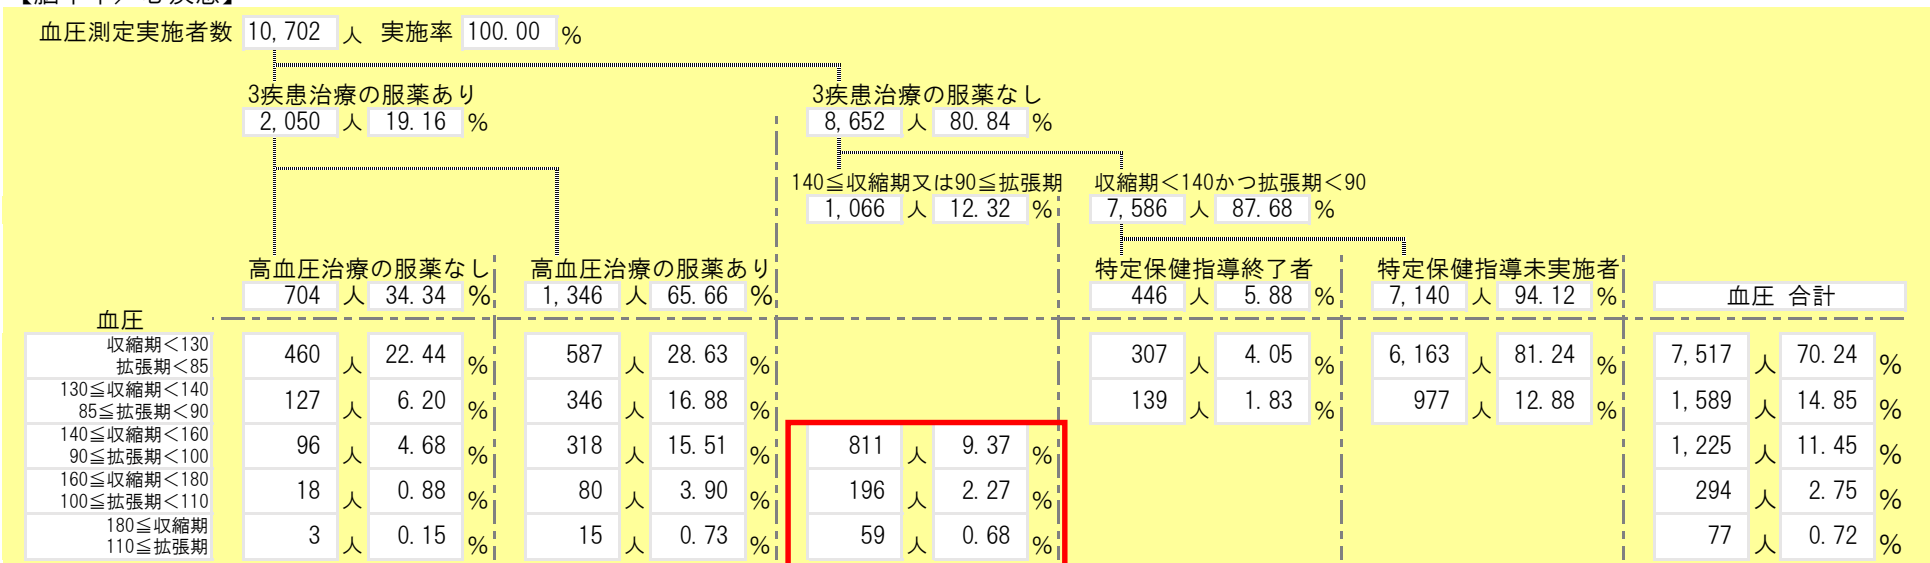 血圧測定実施者数 10,702 人 実施率 100.00 %
3疾患治療の服薬あり 3疾患治療の服薬なし
2,050 人 19.16 % 8,652 人 80.84 %
140≦収縮期又は90≦拡張期 収縮期<140かつ拡張期<90
1,066 人 12.32 % 7,586 人 87.68 %
高血圧治療の服薬なし 高血圧治療の服薬あり 特定保健指導終了者 特定保健指導未実施者
704 人 34.34 % 1,346 人 65.66 % 446 人 5.88 % 7,140 人 94.12 % 血圧 合計
血圧
収縮期<130
拡張期<85
460 人 22.44 % 587 人 28.63 % 307 人 4.05 % 6,163 人 81.24 % 7,517 人 70.24 %
130≦収縮期<140
85≦拡張期<90
127 人 6.20 % 346 人 16.88 % 139 人 1.83 % 977 人 12.88 % 1,589 人 14.85 %
140≦収縮期<160
90≦拡張期<100
96 人 4.68 % 318 人 15.51 % 811 人 9.37 % 1,225 人 11.45 %
160≦収縮期<180
100≦拡張期<110
18 人 0.88 % 80 人 3.90 % 196 人 2.27 % 294 人 2.75 %
180≦収縮期
110≦拡張期
3 人 0.15 % 15 人 0.73 % 59 人 0.68 % 77 人 0.72 %